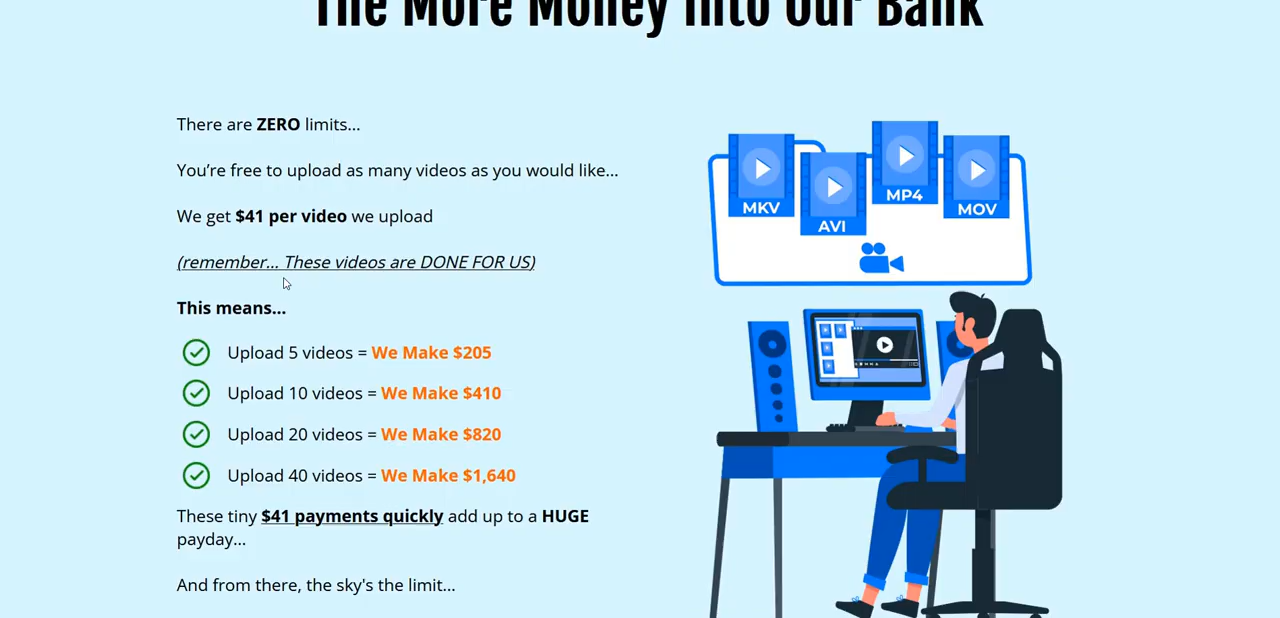 The More Money Into Our Bank
There are ZERO limits...
You're free to upload as many videos as you would like...
We get $41 per video we upload
(remember... These videos are DONE FOR US)
This means...
Upload 5 videos = We Make $205
Upload 10 videos = We Make $410
Upload 20 videos = We Make $820
Upload 40 videos = We Make $1,640
These tiny $41 payments quickly add up to a HUGE
payday...
And from there, the sky's the limit...
MKV
AVI
MP4
MOV